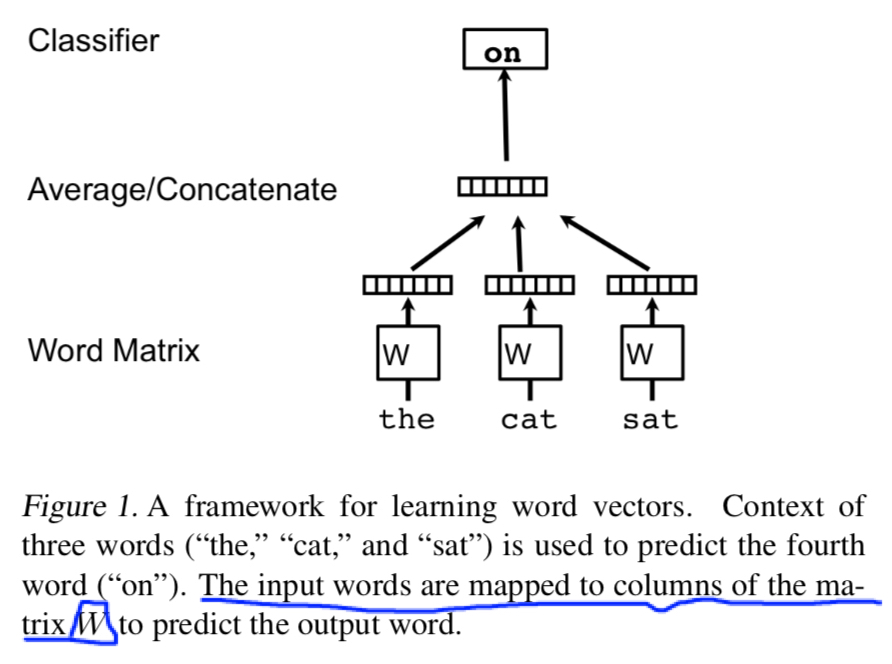 Classifier
on
Average/Concatenate
Word Matrix
W W W
the cat sat
Figure 1. A framework for learning word vectors. Context of
three words (“the,” “cat,” and “sat”) is used to predict the fourth
word (“on”). The input words are mapped to columns of the ma-
trix W to predict the output word.